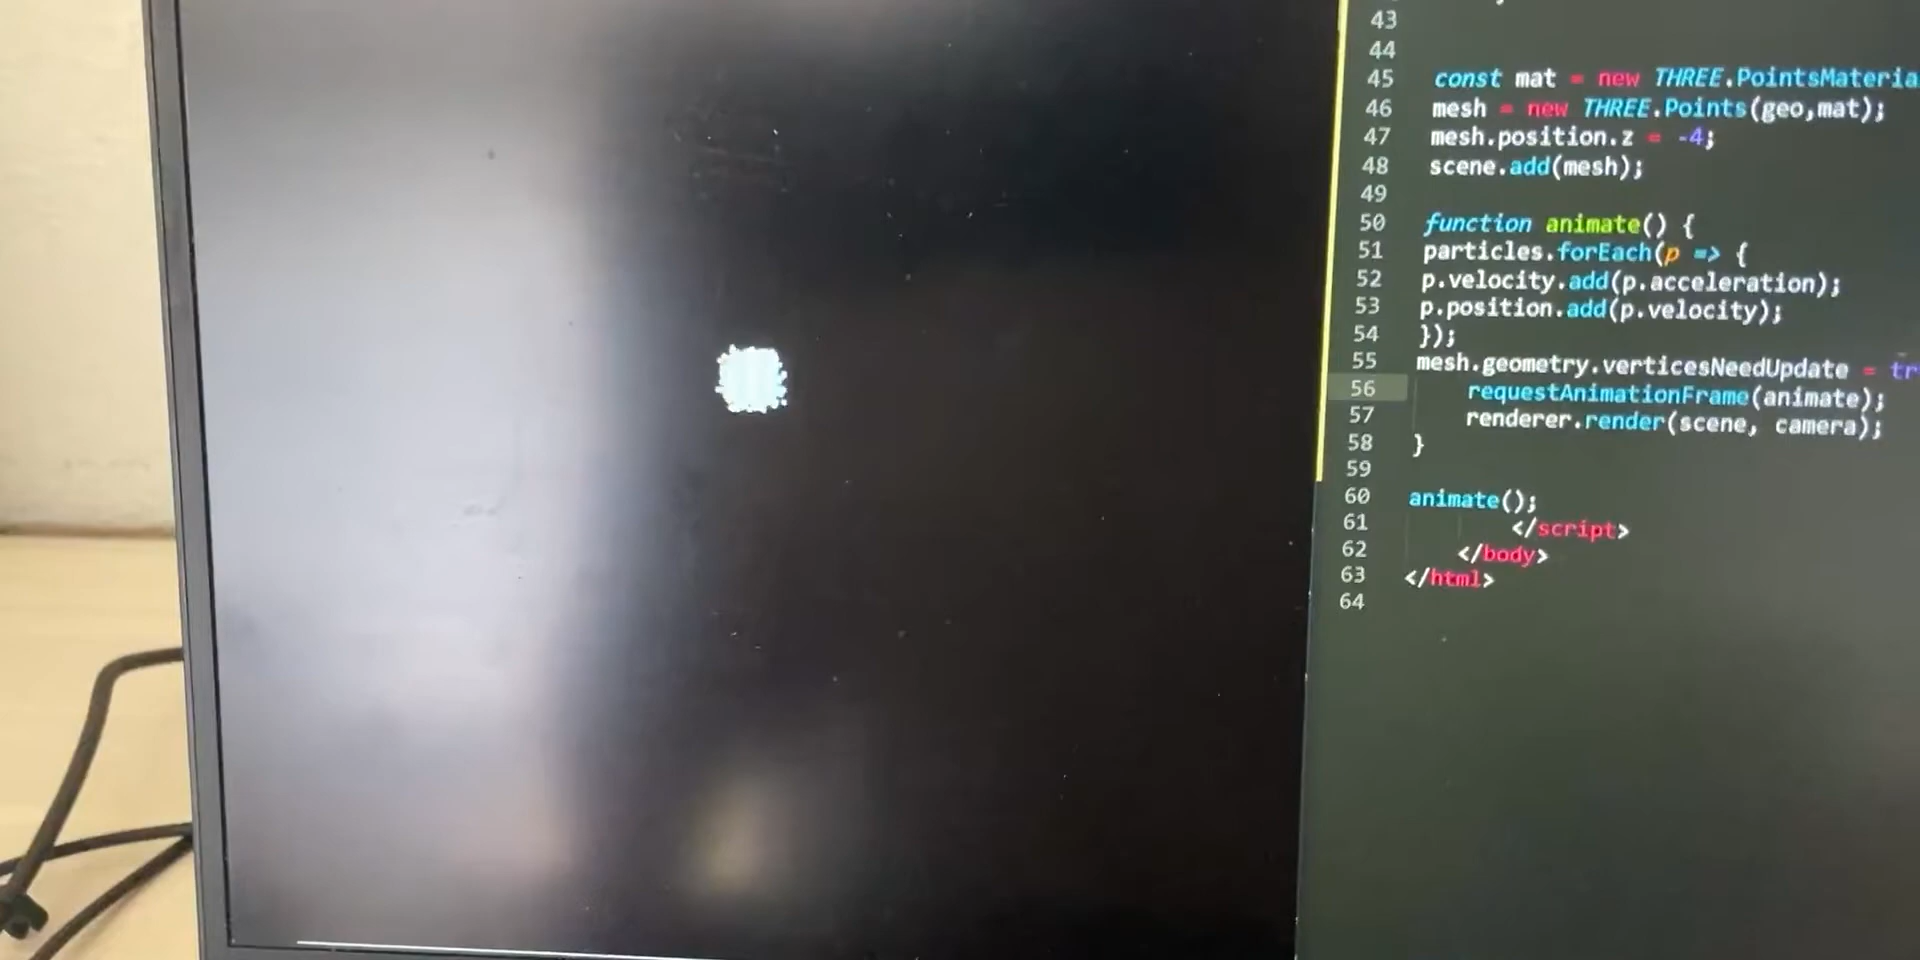 43
44
45 const mat = new THREE.PointsMateria
46 mesh = new THREE.Points(geo,mat);
47 mesh.position.z = -4;
48 scene.add(mesh);
49
50 function animate() {
51 particles.forEach(p => {
52 p.velocity.add(p.acceleration);
53 p.position.add(p.velocity);
54 });
55 mesh.geometry.verticesNeedUpdate = tr
56 requestAnimationFrame(animate);
57 renderer.render(scene, camera);
58 }
59
60 animate();
61 </script>
62 </body>
63 </html>
64